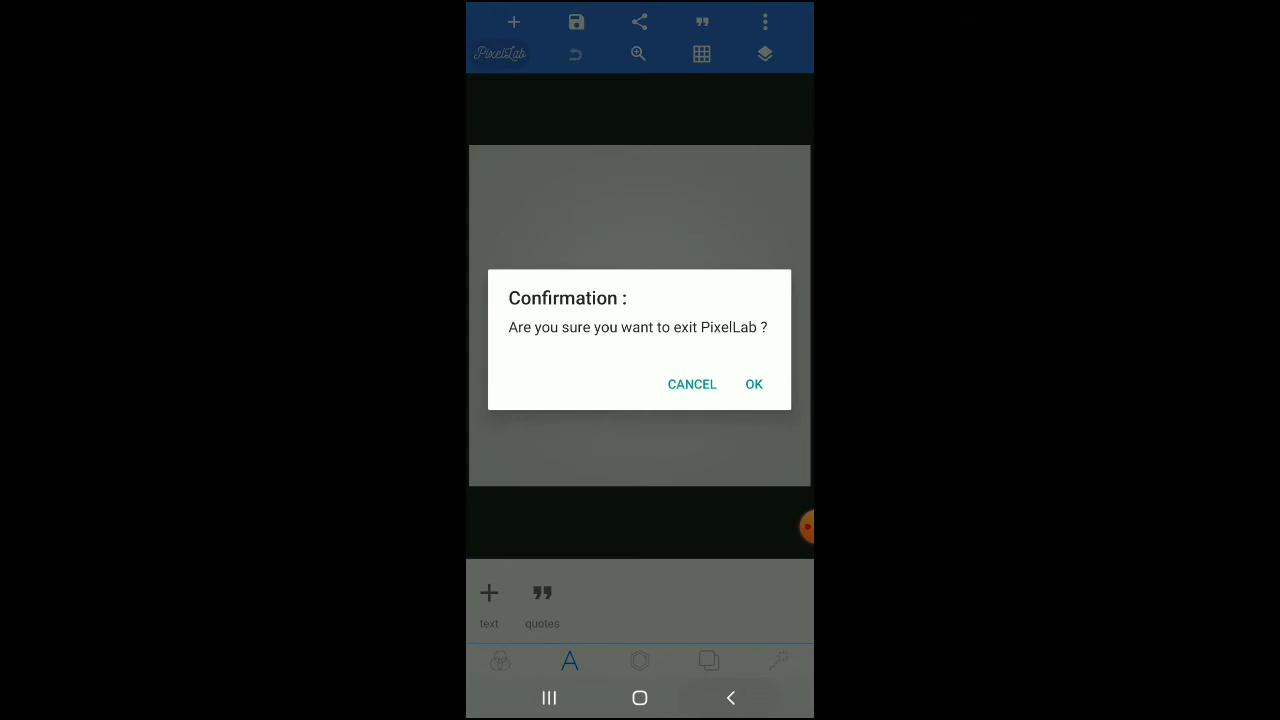 PixelLab
Confirmation :
Are you sure you want to exit PixelLab ?
CANCEL OK
text quotes